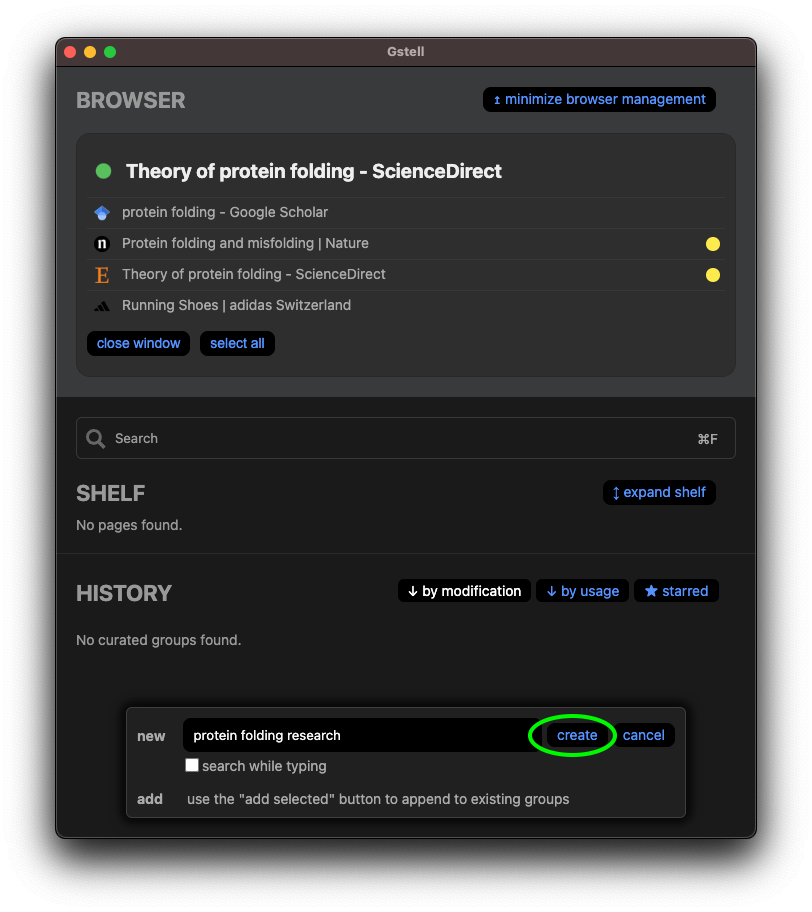 Gstell
BROWSER
↥ minimize browser management
Theory of protein folding - ScienceDirect
protein folding - Google Scholar
n Protein folding and misfolding | Nature
E Theory of protein folding - ScienceDirect
Running Shoes | adidas Switzerland
close window select all
Search ⌘F
SHELF ↕ expand shelf
No pages found.
HISTORY ↓ by modification ↓ by usage ★ starred
No curated groups found.
new protein folding research create cancel
search while typing
add use the "add selected" button to append to existing groups